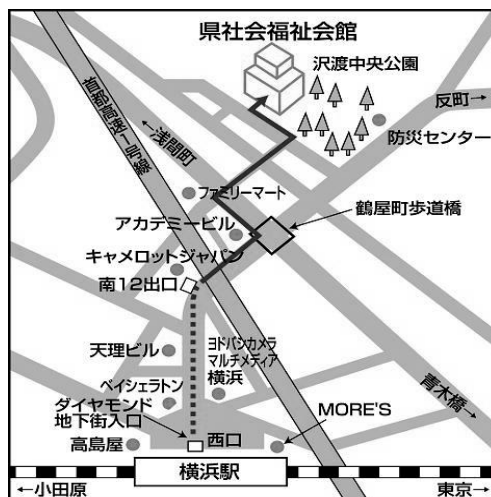 県社会福祉会館
沢渡中央公園
反町→
防災センター
首都高速1号線
←浅間町
ファミリーマート
鶴屋町歩道橋
アカデミービル
キャメロットジャパン
南12出口
天理ビル
ヨドバシカメラ
マルチメディア
横浜
ベイシェラトン
青木橋→
ダイヤモンド
地下街入口
MORE'S
高島屋
西口
横浜駅
←小田原
東京→